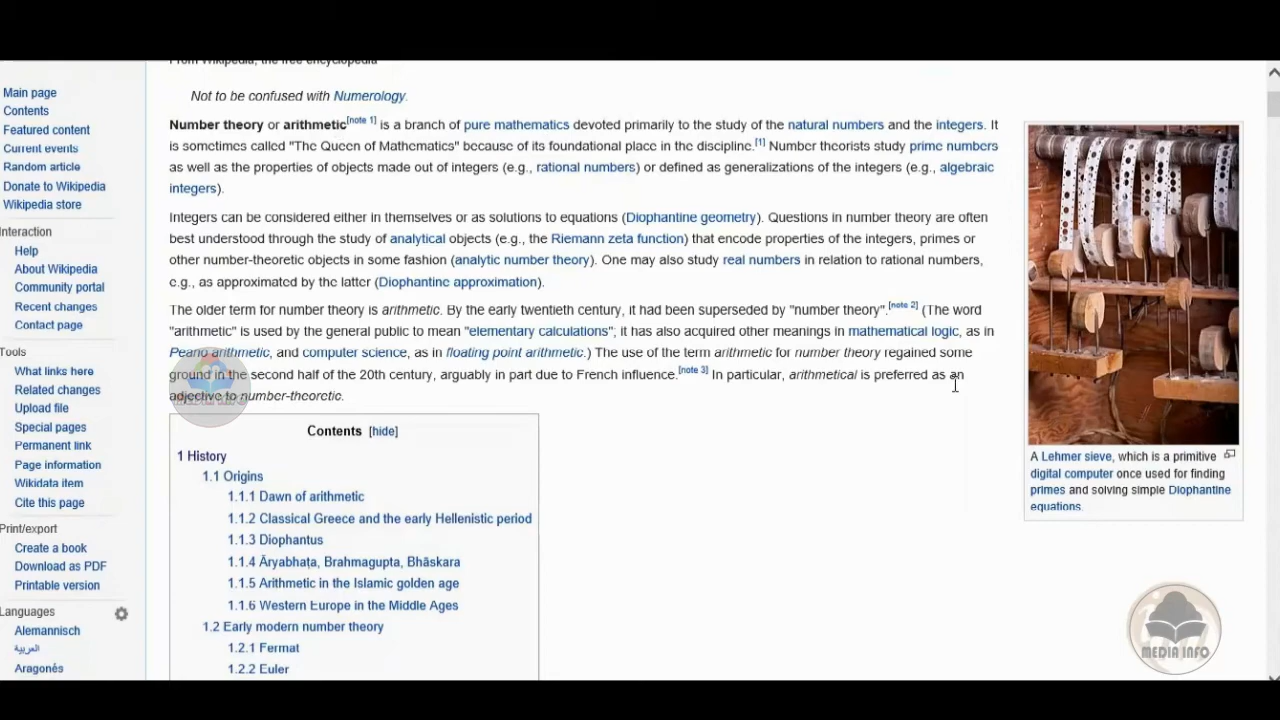 From Wikipedia, the free encyclopedia
Not to be confused with Numerology.
Number theory or arithmetic[note 1] is a branch of pure mathematics devoted primarily to the study of the natural numbers and the integers. It
is sometimes called "The Queen of Mathematics" because of its foundational place in the discipline.[1] Number theorists study prime numbers
as well as the properties of objects made out of integers (e.g., rational numbers) or defined as generalizations of the integers (e.g., algebraic
integers).
Integers can be considered either in themselves or as solutions to equations (Diophantine geometry). Questions in number theory are often
best understood through the study of analytical objects (e.g., the Riemann zeta function) that encode properties of the integers, primes or
other number-theoretic objects in some fashion (analytic number theory). One may also study real numbers in relation to rational numbers,
e.g., as approximated by the latter (Diophantine approximation).
The older term for number theory is arithmetic. By the early twentieth century, it had been superseded by "number theory".[note 2] (The word
"arithmetic" is used by the general public to mean "elementary calculations"; it has also acquired other meanings in mathematical logic, as in
Peano arithmetic, and computer science, as in floating point arithmetic.) The use of the term arithmetic for number theory regained some
ground in the second half of the 20th century, arguably in part due to French influence.[note 3] In particular, arithmetical is preferred as an
adjective to number-theoretic.
Contents [hide]
1 History
1.1 Origins
1.1.1 Dawn of arithmetic
1.1.2 Classical Greece and the early Hellenistic period
1.1.3 Diophantus
1.1.4 Āryabhaṭa, Brahmagupta, Bhāskara
1.1.5 Arithmetic in the Islamic golden age
1.1.6 Western Europe in the Middle Ages
1.2 Early modern number theory
1.2.1 Fermat
1.2.2 Euler
Main page
Contents
Featured content
Current events
Random article
Donate to Wikipedia
Wikipedia store
Interaction
Help
About Wikipedia
Community portal
Recent changes
Contact page
Tools
What links here
Related changes
Upload file
Special pages
Permanent link
Page information
Wikidata item
Cite this page
Print/export
Create a book
Download as PDF
Printable version
Languages
Alemannisch
العربية
Aragonés
A Lehmer sieve, which is a primitive
digital computer once used for finding
primes and solving simple Diophantine
equations.
MEDIA INFO
MEDIA INFO